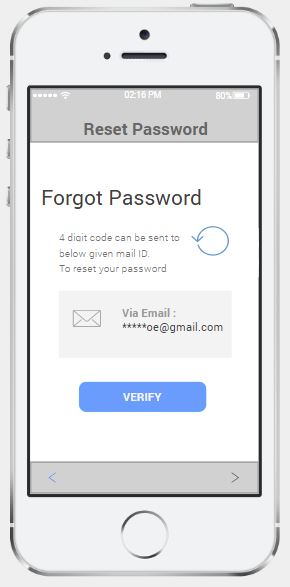 02:16 PM 80%
Reset Password
Forgot Password
4 digit code can be sent to
below given mail ID.
To reset your password
Via Email :
*****oe@gmail.com
VERIFY